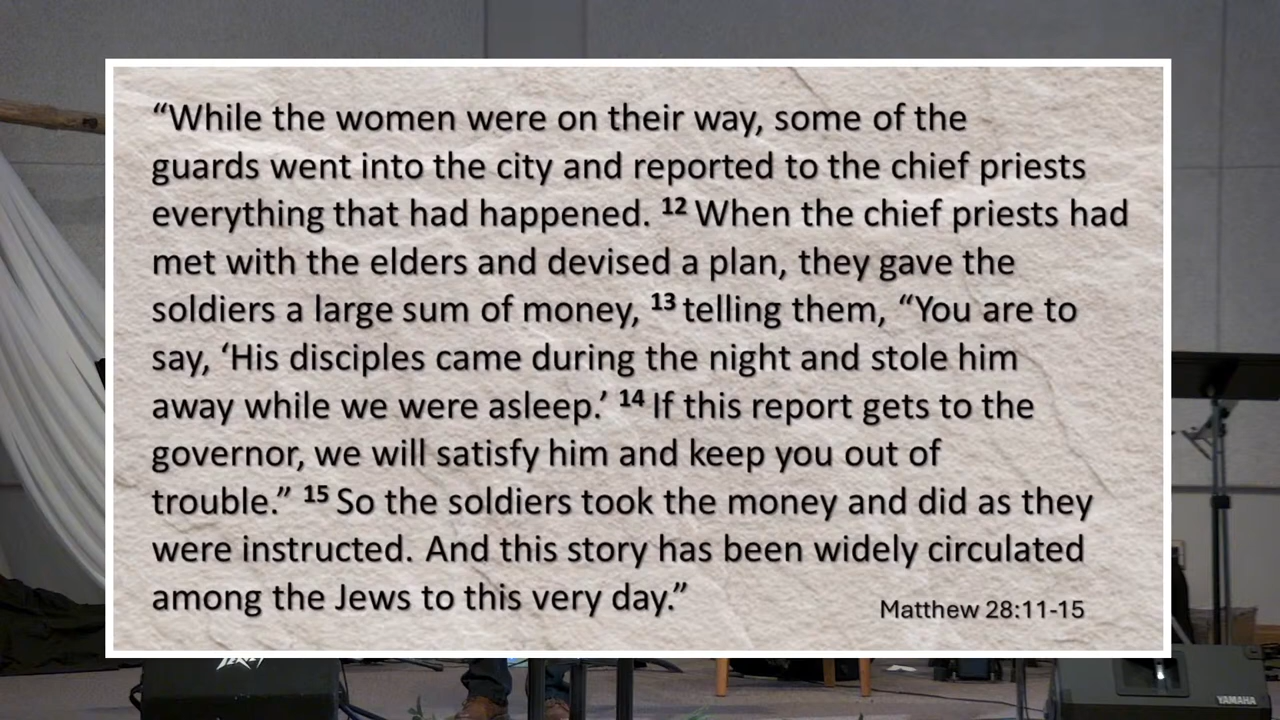 “While the women were on their way, some of the
guards went into the city and reported to the chief priests
everything that had happened. 12 When the chief priests had
met with the elders and devised a plan, they gave the
soldiers a large sum of money, 13 telling them, “You are to
say, ‘His disciples came during the night and stole him
away while we were asleep.’ 14 If this report gets to the
governor, we will satisfy him and keep you out of
trouble.” 15 So the soldiers took the money and did as they
were instructed. And this story has been widely circulated
among the Jews to this very day.”
Matthew 28:11-15
YAMAHA